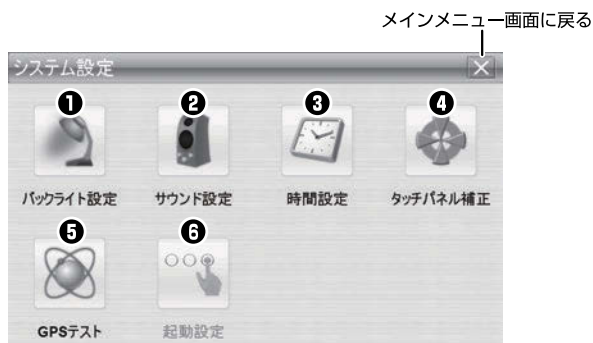 メインメニュー画面に戻る
システム設定
❶ ❷ ❸ ❹
バックライト設定 サウンド設定 時間設定 タッチパネル補正
❺ ❻
GPSテスト 起動設定